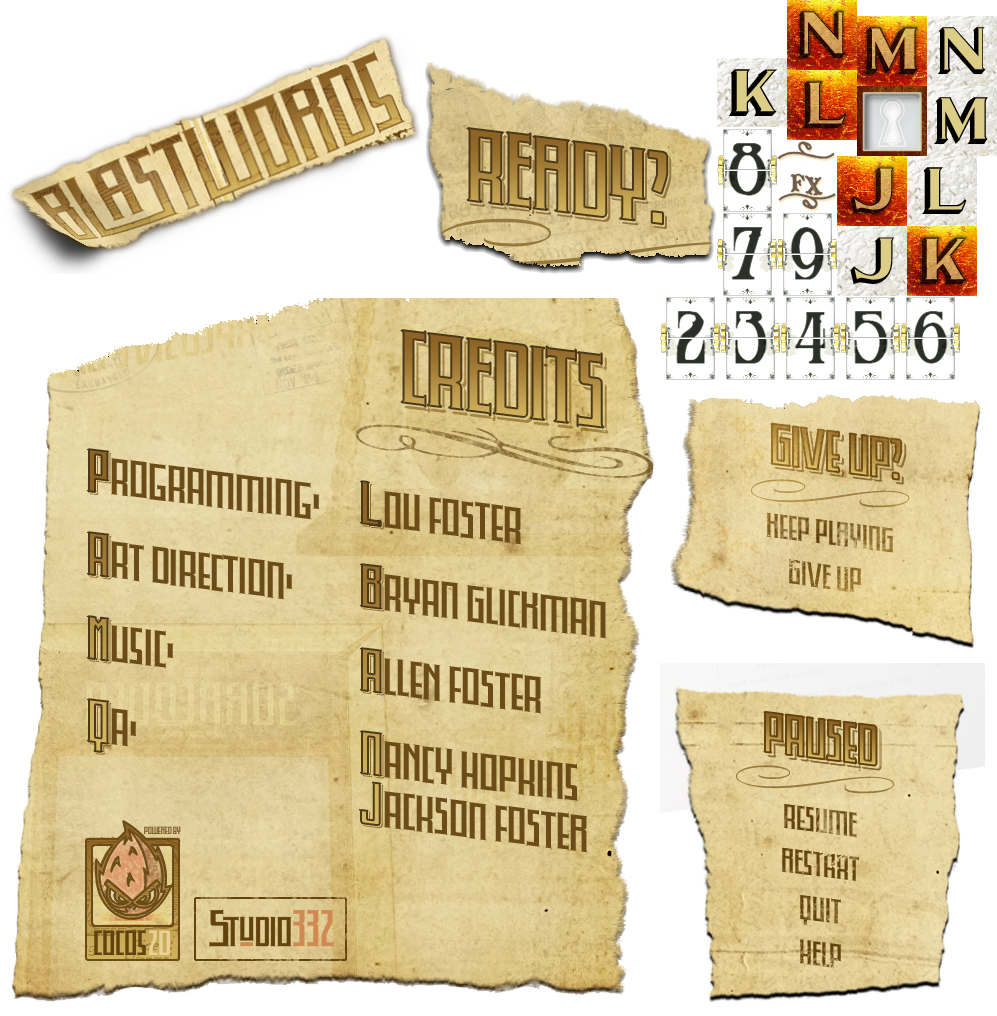 BLASTWORDS
READY?
N
M
N
K
L
M
8
FX
J
L
7
9
J
K
2
3
4
5
6
CREDITS
PROGRAMMING:
LOU FOSTER
ART DIRECTION:
BRYAN GLICKMAN
MUSIC:
ALLEN FOSTER
QA:
NANCY HOPKINS
JACKSON FOSTER
POWERED BY
COCOS2D
STUDIO332
GIVE UP?
KEEP PLAYING
GIVE UP
PAUSED
RESUME
RESTART
QUIT
HELP